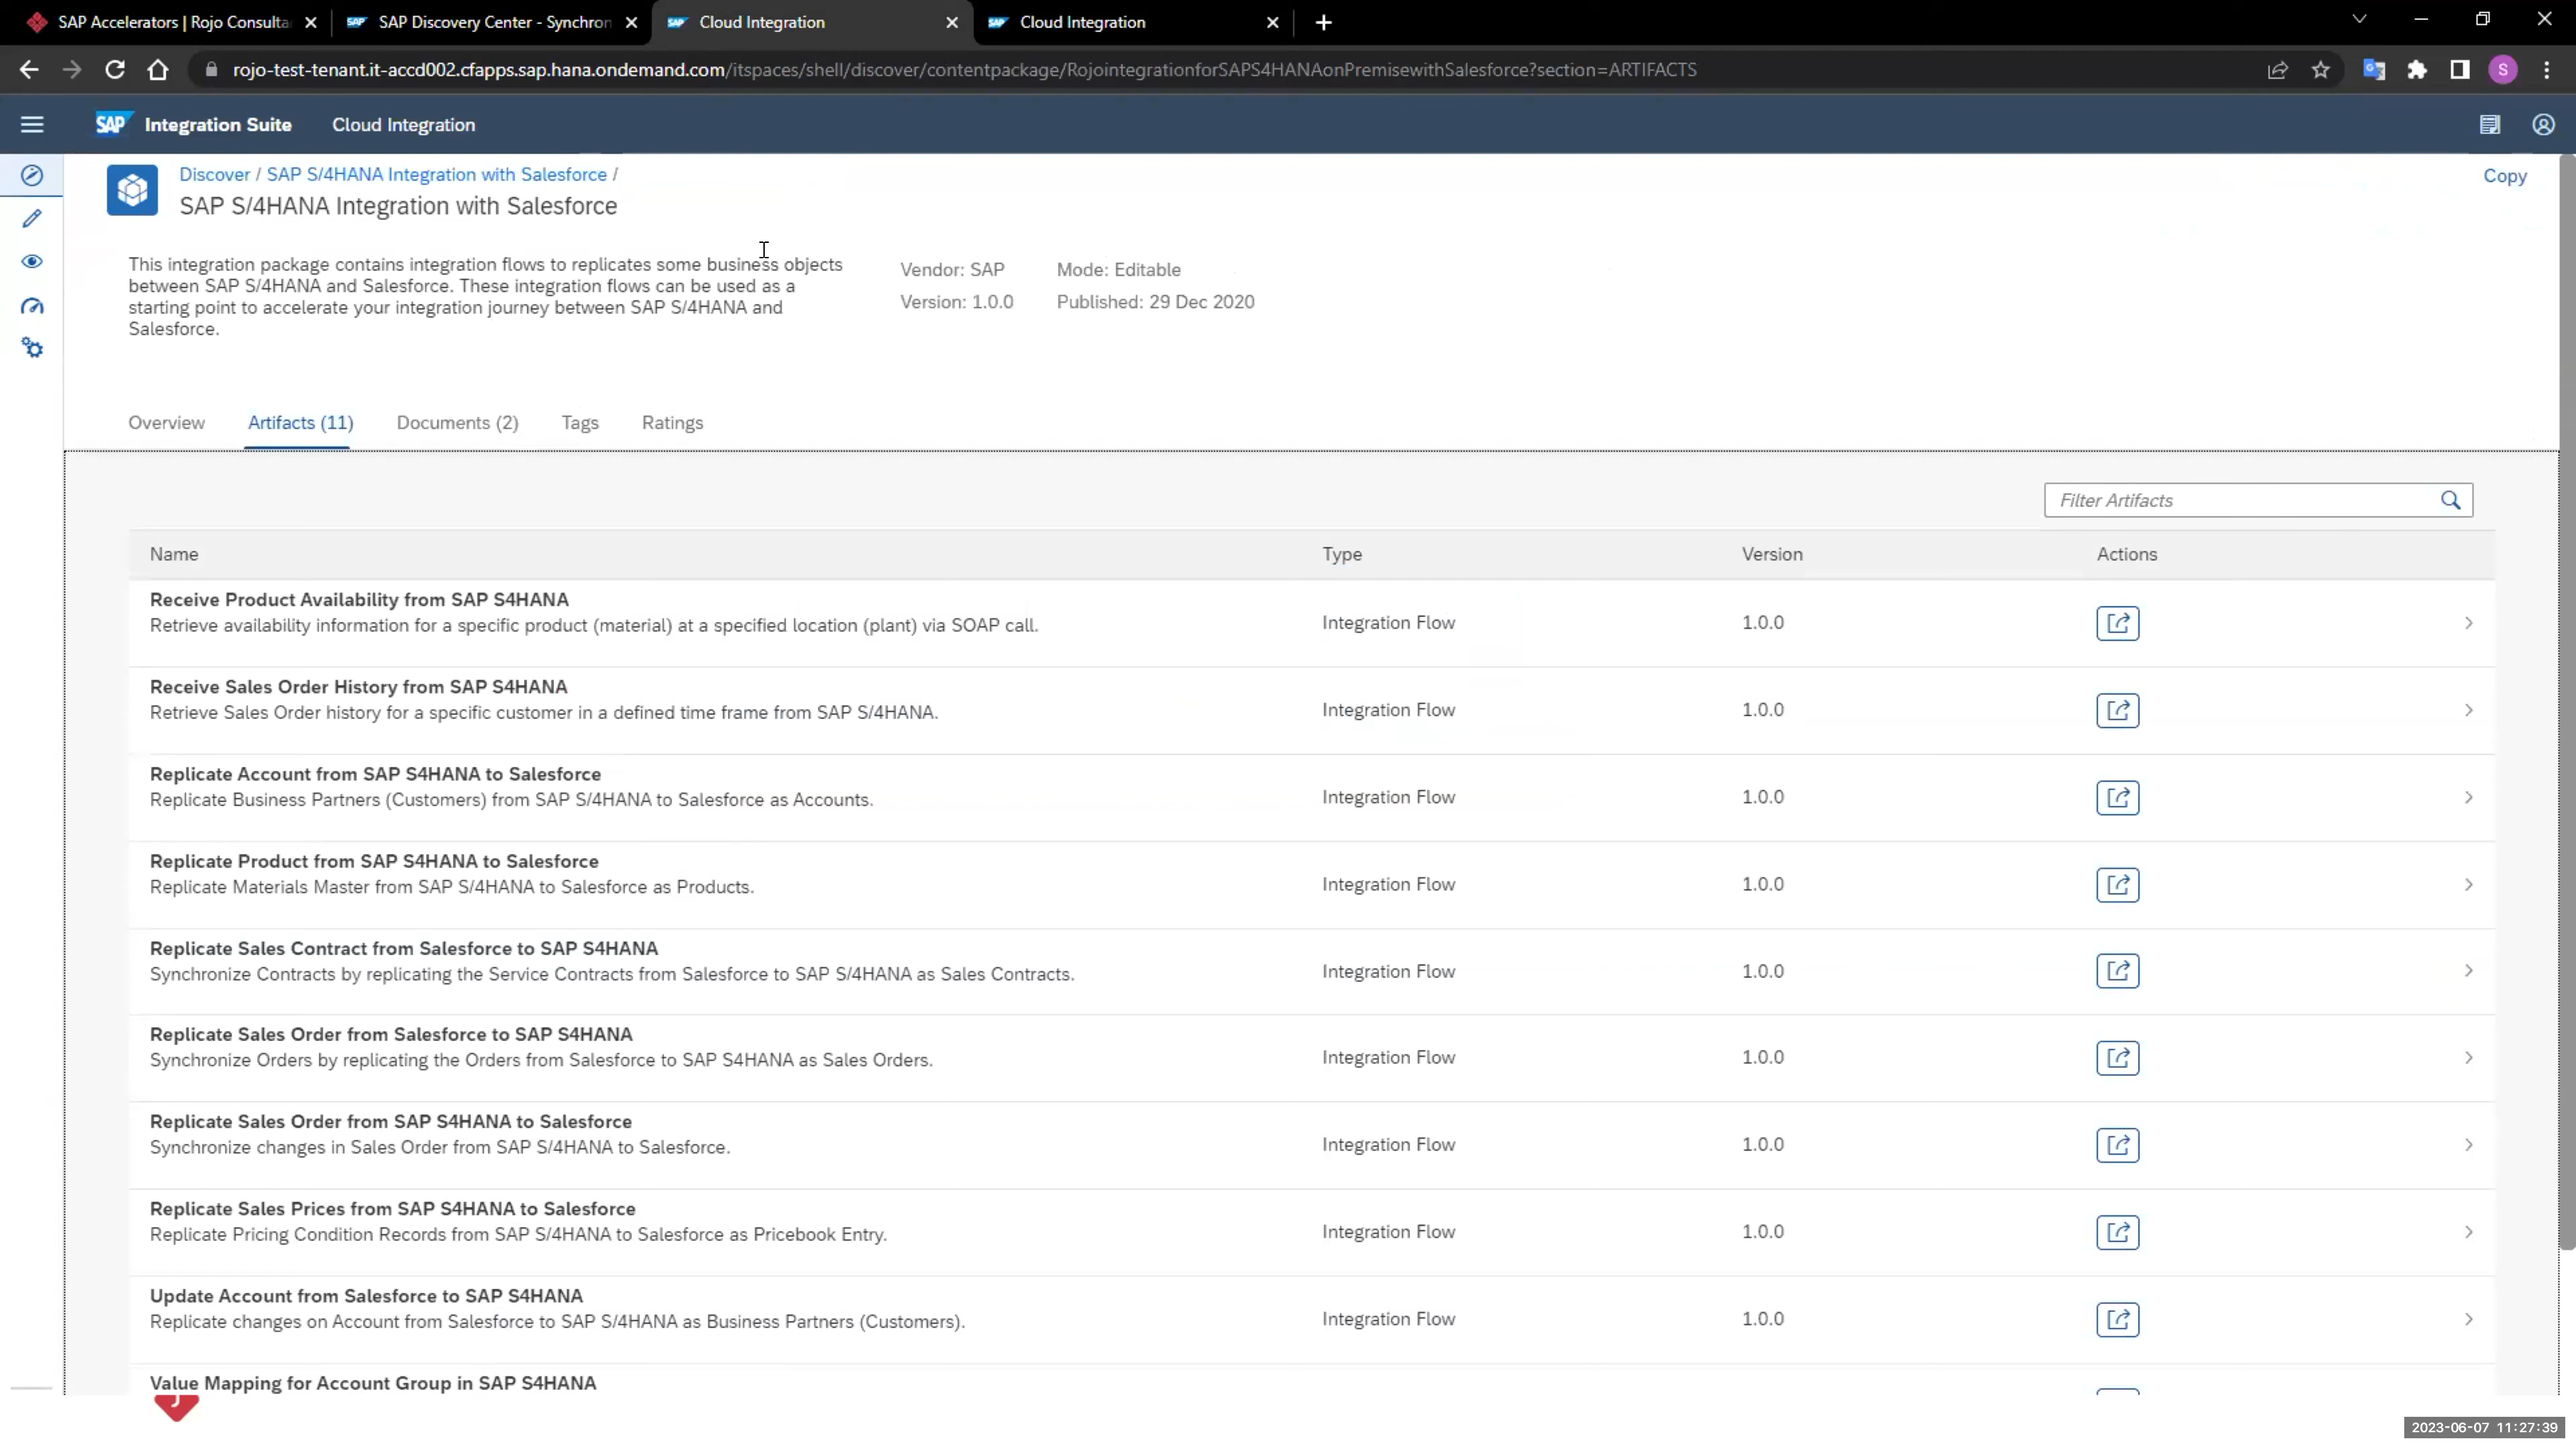 SAP Accelerators | Rojo Consulta
SAP Discovery Center - Synchron
Cloud Integration
Cloud Integration
rojo-test-tenant.it-accd002.cfapps.sap.hana.ondemand.com/itspaces/shell/discover/contentpackage/RojointegrationforSAPS4HANAonPremisewithSalesforce?section=ARTIFACTS
S
SAP Integration Suite Cloud Integration
Discover / SAP S/4HANA Integration with Salesforce /
Copy
SAP S/4HANA Integration with Salesforce
This integration package contains integration flows to replicates some business objects
between SAP S/4HANA and Salesforce. These integration flows can be used as a
starting point to accelerate your integration journey between SAP S/4HANA and
Salesforce.
Vendor: SAP Mode: Editable
Version: 1.0.0 Published: 29 Dec 2020
Overview Artifacts (11) Documents (2) Tags Ratings
Filter Artifacts
Name Type Version Actions
Receive Product Availability from SAP S4HANA
Retrieve availability information for a specific product (material) at a specified location (plant) via SOAP call.
Integration Flow 1.0.0
Receive Sales Order History from SAP S4HANA
Retrieve Sales Order history for a specific customer in a defined time frame from SAP S/4HANA.
Integration Flow 1.0.0
Replicate Account from SAP S4HANA to Salesforce
Replicate Business Partners (Customers) from SAP S/4HANA to Salesforce as Accounts.
Integration Flow 1.0.0
Replicate Product from SAP S4HANA to Salesforce
Replicate Materials Master from SAP S/4HANA to Salesforce as Products.
Integration Flow 1.0.0
Replicate Sales Contract from Salesforce to SAP S4HANA
Synchronize Contracts by replicating the Service Contracts from Salesforce to SAP S/4HANA as Sales Contracts.
Integration Flow 1.0.0
Replicate Sales Order from Salesforce to SAP S4HANA
Synchronize Orders by replicating the Orders from Salesforce to SAP S4HANA as Sales Orders.
Integration Flow 1.0.0
Replicate Sales Order from SAP S4HANA to Salesforce
Synchronize changes in Sales Order from SAP S/4HANA to Salesforce.
Integration Flow 1.0.0
Replicate Sales Prices from SAP S4HANA to Salesforce
Replicate Pricing Condition Records from SAP S/4HANA to Salesforce as Pricebook Entry.
Integration Flow 1.0.0
Update Account from Salesforce to SAP S4HANA
Replicate changes on Account from Salesforce to SAP S/4HANA as Business Partners (Customers).
Integration Flow 1.0.0
Value Mapping for Account Group in SAP S4HANA
2023-06-07 11:27:39